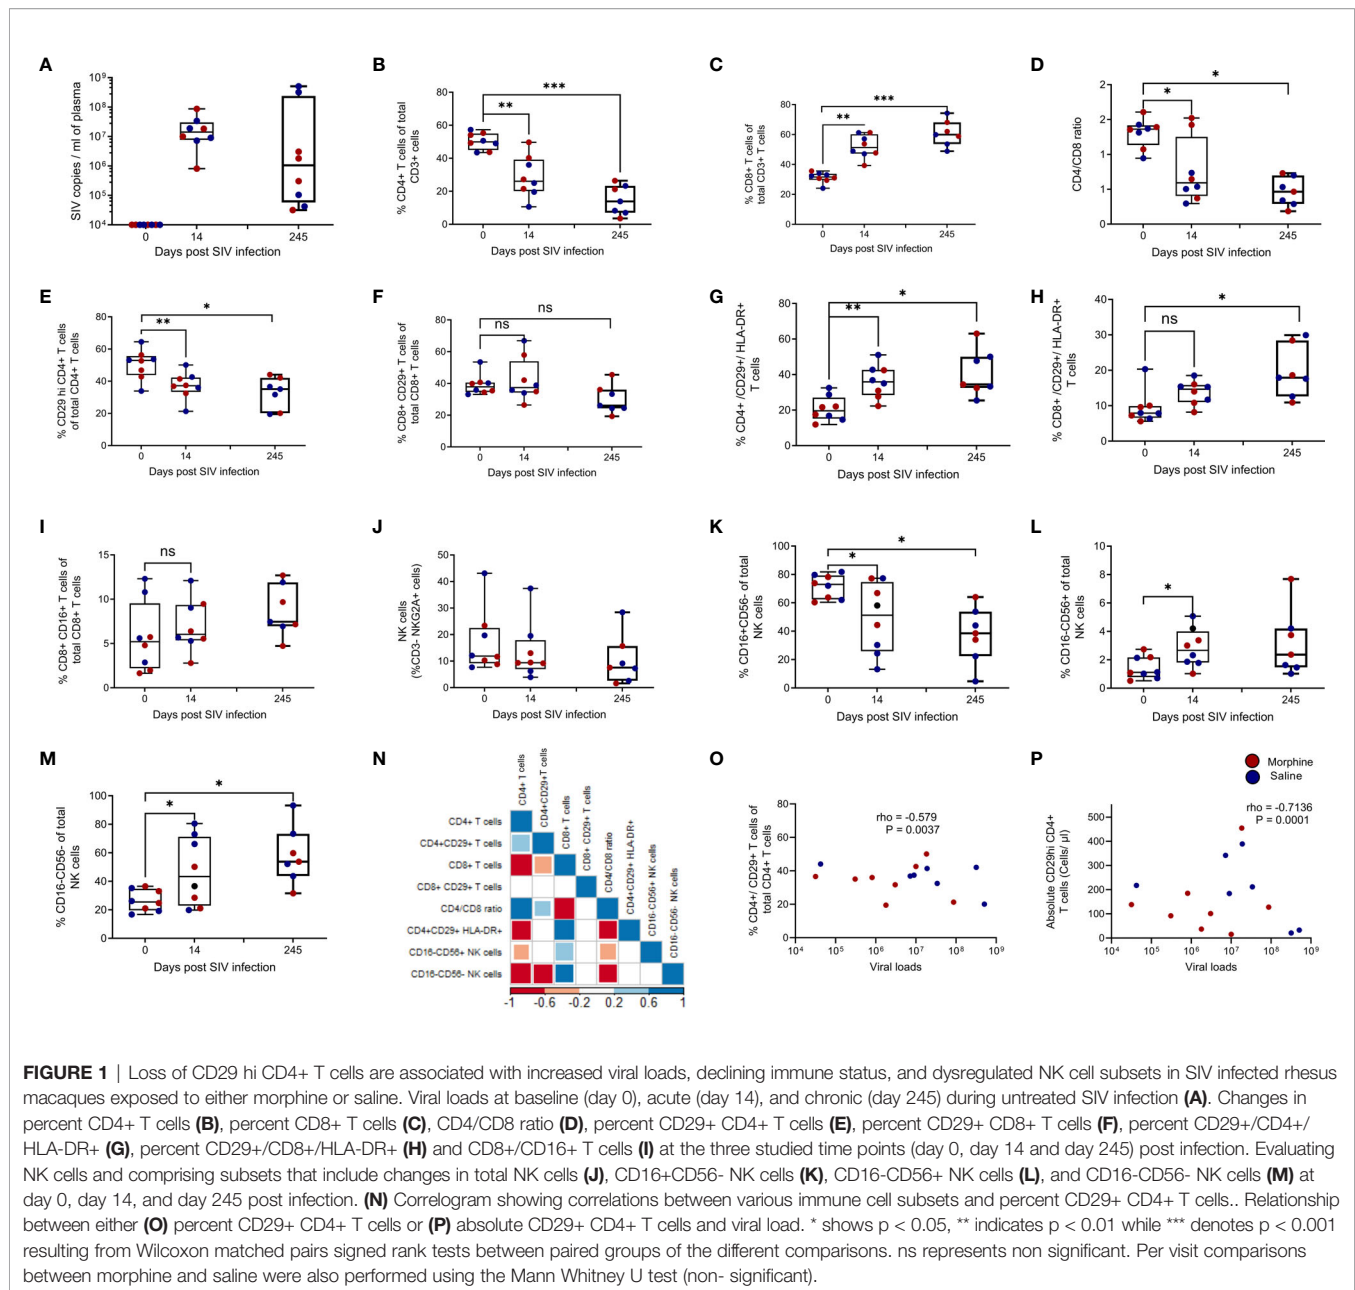 A
SIV copies / ml of plasma
10⁹
10⁸
10⁷
10⁶
10⁵
10⁴
0
14
245
Days post SIV infection
B
% CD4+ T cells of total
CD3+ cells
80
60
40
20
0
**
***
0
14
245
Days post SIV infection
C
% CD8+ T cells of
total CD3+ T cells
80
60
40
20
0
**
***
0
14
245
Days post SIV infection
D
CD4/CD8 ratio
2
2
1
1
0
*
*
0
14
245
Days post SIV infection
E
% CD29 hi CD4+ T cells
of total CD4+ T cells
80
60
40
20
0
**
*
0
14
245
Days post SIV infection
F
% CD8+ CD29+ T cells of
total CD8+ T cells
80
60
40
20
0
ns
ns
0
14
245
Days post SIV infection
G
% CD4+ /CD29+/ HLA-DR+
T cells
80
60
40
20
0
**
*
0
14
245
Days post SIV infection
H
% CD8+ /CD29+/ HLA-DR+
T cells
40
30
20
10
0
ns
*
0
14
245
Days post SIV infection
I
% CD8+ CD16+ T cells of
total CD8+ T cells
15
10
5
0
ns
0
14
245
Days post SIV infection
J
NK cells
(%CD3- NKG2A+ cells)
50
40
30
20
10
0
0
14
245
Days post SIV infection
K
% CD16+CD56- of total
NK cells
100
80
60
40
20
0
*
*
0
14
245
Days post SIV infection
L
% CD16-CD56+ of total
NK cells
10
8
6
4
2
0
*
0
14
245
Days post SIV infection
M
% CD16-CD56- of total
NK cells
100
80
60
40
20
0
*
*
0
14
245
Days post SIV infection
N
CD4+ T cells
CD4+CD29+T cells
CD8+ T cells
CD8+ CD29+ T cells
CD4/CD8 ratio
CD4+CD29+ HLA-DR+
CD16-CD56+ NK cells
CD16-CD56- NK cells
CD4+ T cells
CD4+CD29+ T cells
CD8+ T cells
CD8+ CD29+ T cells
CD4/CD8 ratio
CD4+CD29+ HLA-DR+
CD16-CD56+ NK cells
CD16-CD56- NK cells
-1 -0.6 -0.2 0.2 0.6 1
O
% CD4+/ CD29+ T cells of
total CD4+ T cells
80
60
40
20
0
rho = -0.579
P = 0.0037
10⁴ 10⁵ 10⁶ 10⁷ 10⁸ 10⁹
Viral loads
P
Morphine
Saline
Absolute CD29hi CD4+
T cells (Cells/ µl)
500
400
300
200
100
0
rho = -0.7136
P = 0.0001
10⁴ 10⁵ 10⁶ 10⁷ 10⁸ 10⁹
Viral loads
FIGURE 1 | Loss of CD29 hi CD4+ T cells are associated with increased viral loads, declining immune status, and dysregulated NK cell subsets in SIV infected rhesus
macaques exposed to either morphine or saline. Viral loads at baseline (day 0), acute (day 14), and chronic (day 245) during untreated SIV infection (A). Changes in
percent CD4+ T cells (B), percent CD8+ T cells (C), CD4/CD8 ratio (D), percent CD29+ CD4+ T cells (E), percent CD29+ CD8+ T cells (F), percent CD29+/CD4+/
HLA-DR+ (G), percent CD29+/CD8+/HLA-DR+ (H) and CD8+/CD16+ T cells (I) at the three studied time points (day 0, day 14 and day 245) post infection. Evaluating
NK cells and comprising subsets that include changes in total NK cells (J), CD16+CD56- NK cells (K), CD16-CD56+ NK cells (L), and CD16-CD56- NK cells (M) at
day 0, day 14, and day 245 post infection. (N) Correlogram showing correlations between various immune cell subsets and percent CD29+ CD4+ T cells.. Relationship
between either (O) percent CD29+ CD4+ T cells or (P) absolute CD29+ CD4+ T cells and viral load. * shows p < 0.05, ** indicates p < 0.01 while *** denotes p < 0.001
resulting from Wilcoxon matched pairs signed rank tests between paired groups of the different comparisons. ns represents non significant. Per visit comparisons
between morphine and saline were also performed using the Mann Whitney U test (non- significant).